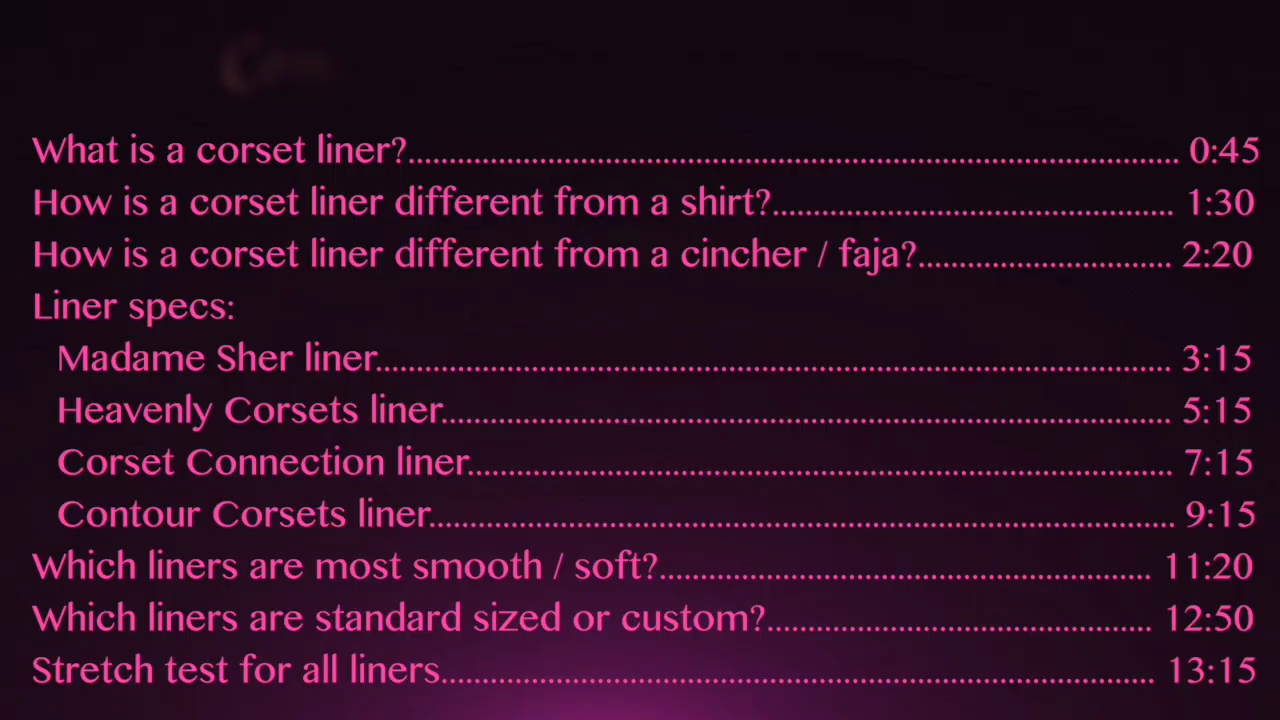 What is a corset liner?.................................................................................................................... 0:45
How is a corset liner different from a shirt?............................................................ 1:30
How is a corset liner different from a cincher / faja?...................................... 2:20
Liner specs:
Madame Sher liner....................................................................................................................... 3:15
Heavenly Corsets liner............................................................................................................. 5:15
Corset Connection liner......................................................................................................... 7:15
Contour Corsets liner................................................................................................................ 9:15
Which liners are most smooth / soft?......................................................................... 11:20
Which liners are standard sized or custom?.......................................................... 12:50
Stretch test for all liners........................................................................................................... 13:15